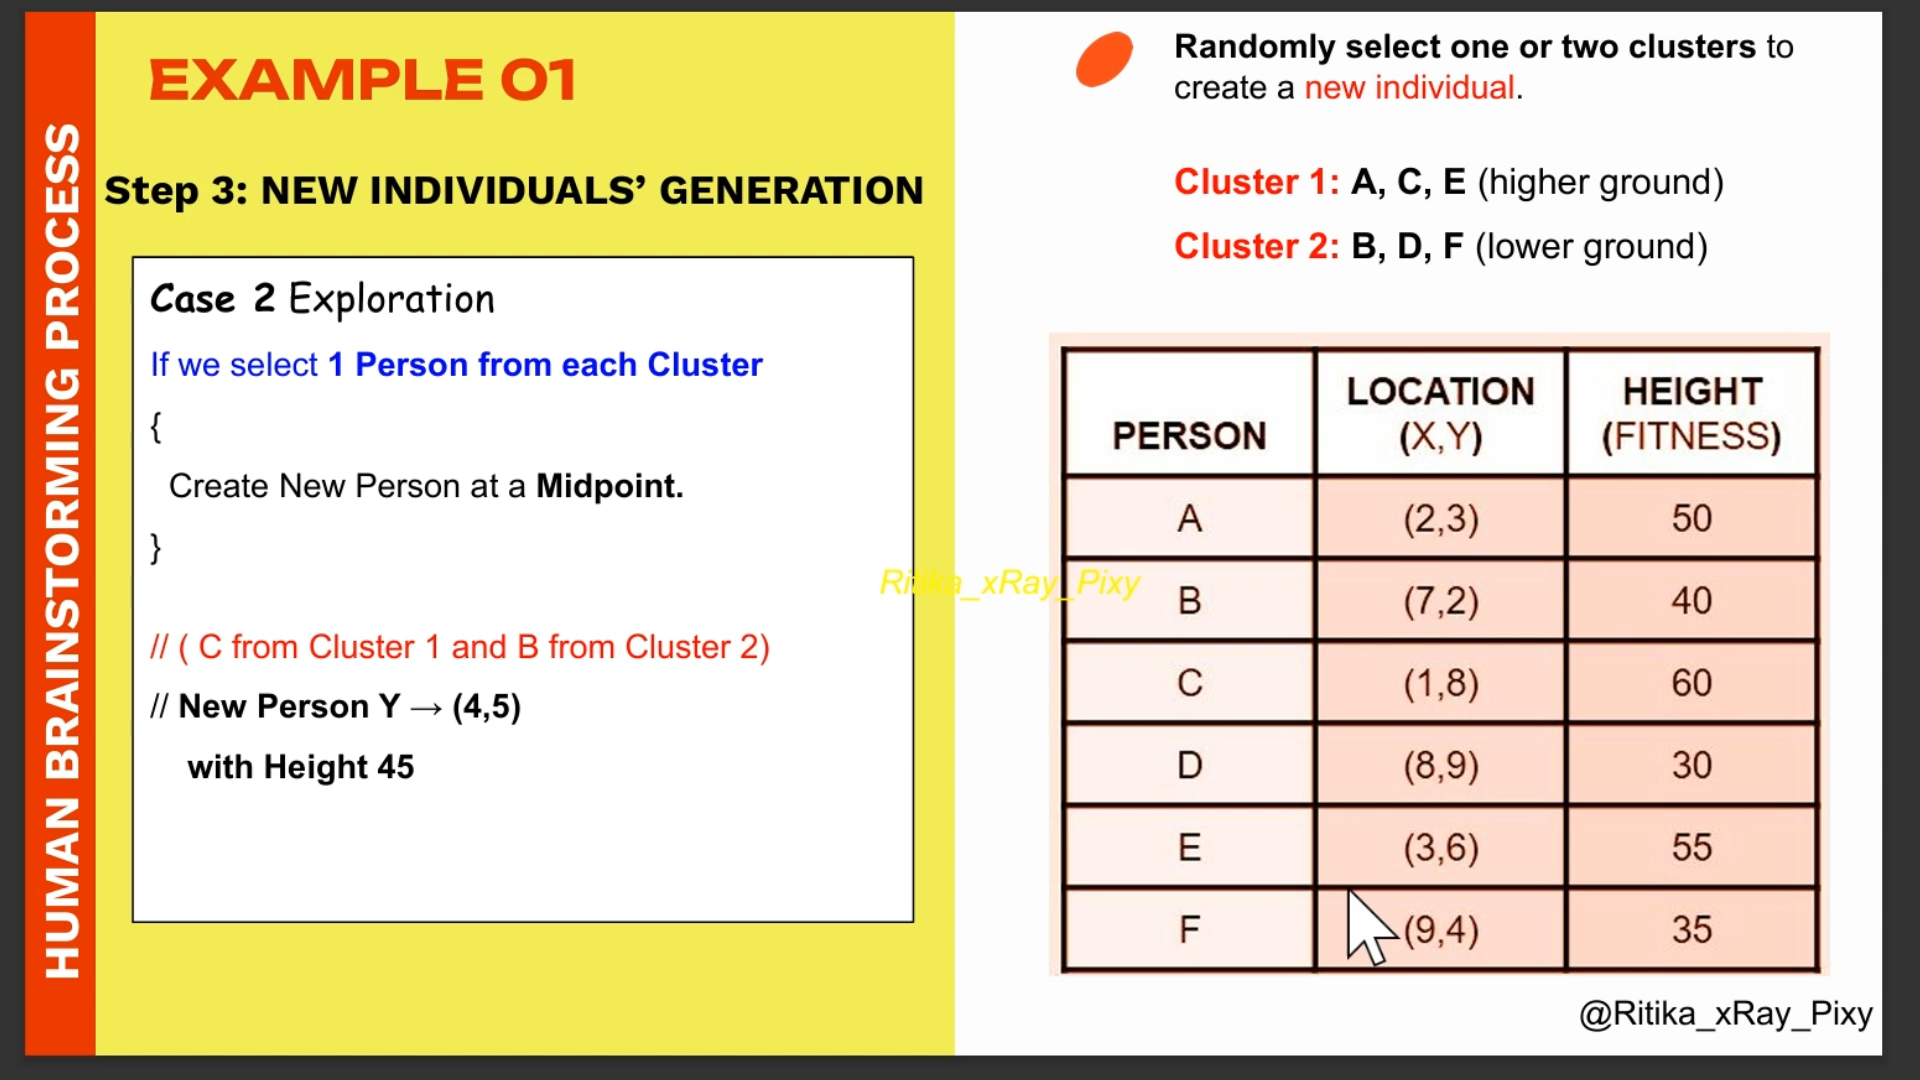 HUMAN BRAINSTORMING PROCESS
EXAMPLE 01
Step 3: NEW INDIVIDUALS’ GENERATION
Case 2 Exploration
If we select 1 Person from each Cluster
{
Create New Person at a Midpoint.
}
// ( C from Cluster 1 and B from Cluster 2)
// New Person Y → (4,5)
with Height 45
Randomly select one or two clusters to
create a new individual.
Cluster 1: A, C, E (higher ground)
Cluster 2: B, D, F (lower ground)
PERSON LOCATION (X,Y) HEIGHT (FITNESS)
A (2,3) 50
B (7,2) 40
C (1,8) 60
D (8,9) 30
E (3,6) 55
F (9,4) 35
Ritika_xRay_Pixy
@Ritika_xRay_Pixy